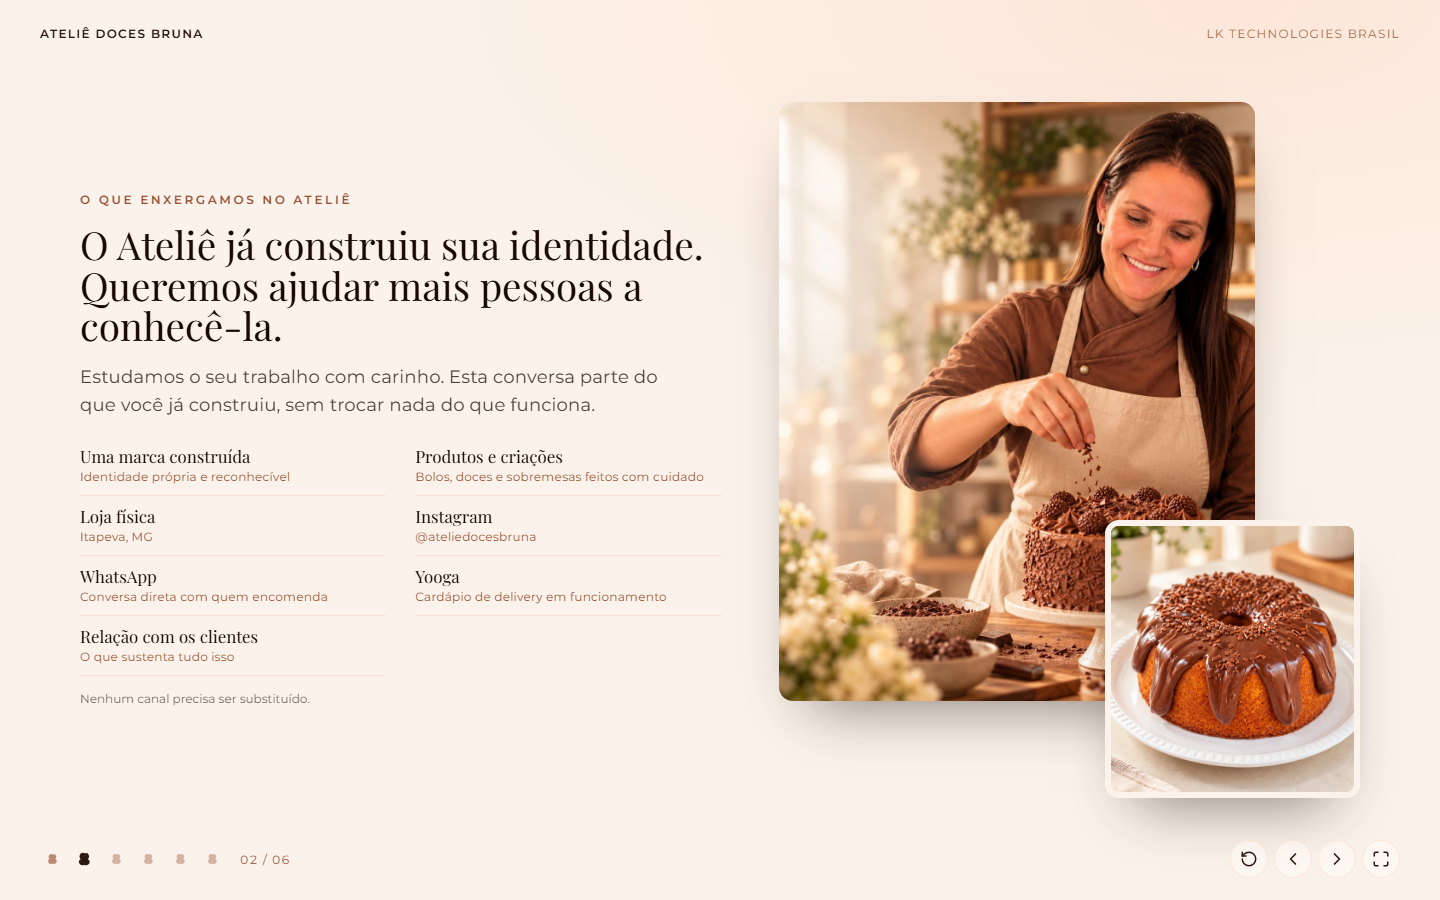 ATELIÊ DOCES BRUNA
LK TECHNOLOGIES BRASIL
O QUE ENXERGAMOS NO ATELIÊ
O Ateliê já construiu sua identidade.
Queremos ajudar mais pessoas a
conhecê-la.
Estudamos o seu trabalho com carinho. Esta conversa parte do
que você já construiu, sem trocar nada do que funciona.
Uma marca construída
Identidade própria e reconhecível
Produtos e criações
Bolos, doces e sobremesas feitos com cuidado
Loja física
Itapeva, MG
Instagram
@ateliedocesbruna
WhatsApp
Conversa direta com quem encomenda
Yooga
Cardápio de delivery em funcionamento
Relação com os clientes
O que sustenta tudo isso
Nenhum canal precisa ser substituído.
02 / 06